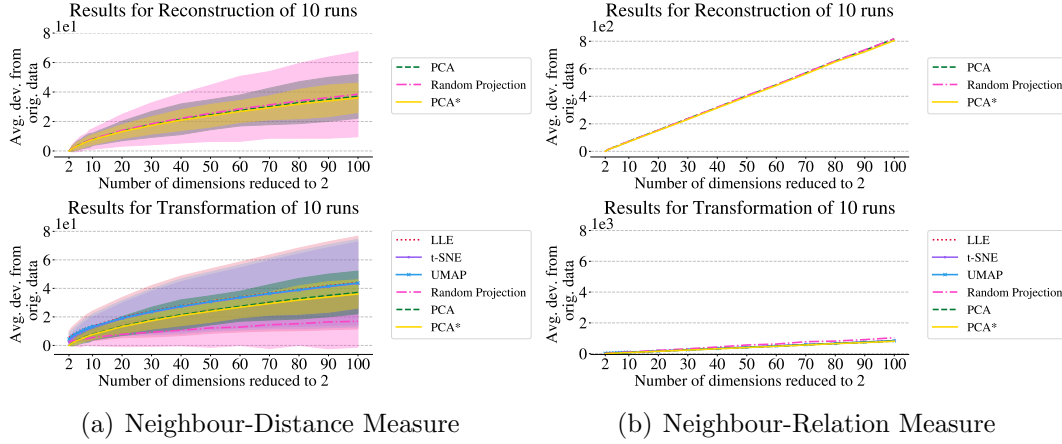 Results for Reconstruction of 10 runs
1e1
Avg. dev. from
orig. data
8
6
4
2
0
2 10 20 30 40 50 60 70 80 90 100
Number of dimensions reduced to 2
PCA
Random Projection
PCA*
Results for Reconstruction of 10 runs
1e2
Avg. dev. from
orig. data
8
6
4
2
0
2 10 20 30 40 50 60 70 80 90 100
Number of dimensions reduced to 2
PCA
Random Projection
PCA*
Results for Transformation of 10 runs
1e1
Avg. dev. from
orig. data
8
6
4
2
0
2 10 20 30 40 50 60 70 80 90 100
Number of dimensions reduced to 2
LLE
t-SNE
UMAP
Random Projection
PCA
PCA*
Results for Transformation of 10 runs
1e3
Avg. dev. from
orig. data
8
6
4
2
0
2 10 20 30 40 50 60 70 80 90 100
Number of dimensions reduced to 2
LLE
t-SNE
UMAP
Random Projection
PCA
PCA*
(a) Neighbour-Distance Measure
(b) Neighbour-Relation Measure